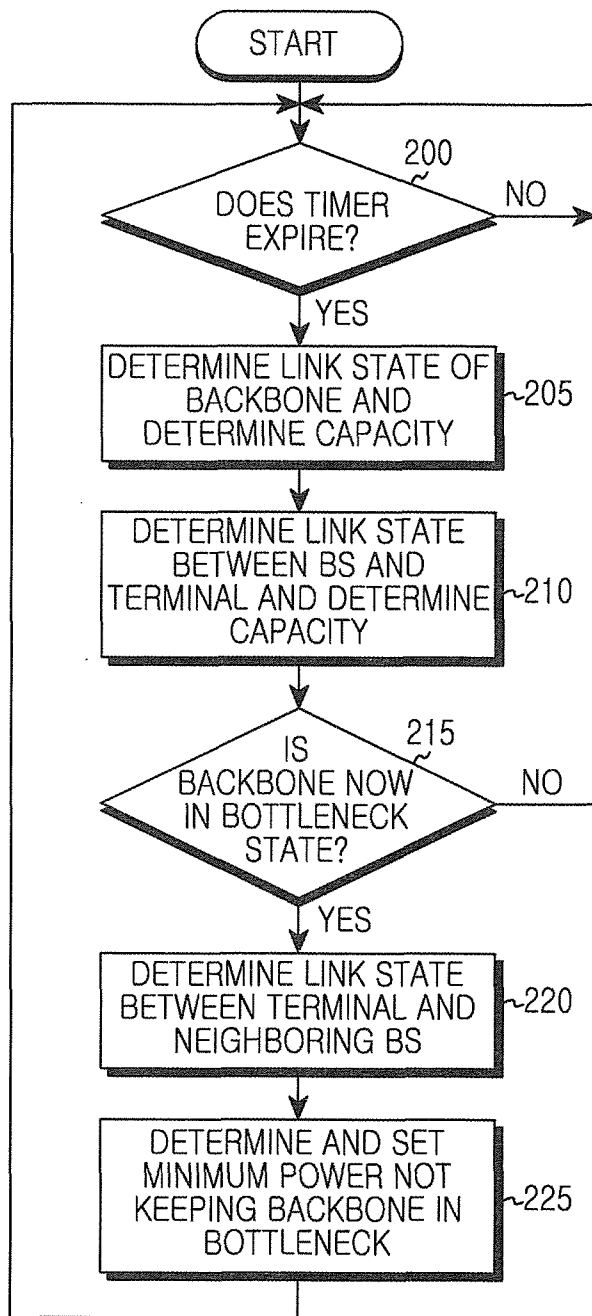 START
200
DOES TIMER
EXPIRE?
NO
YES
DETERMINE LINK STATE OF
BACKBONE AND
DETERMINE CAPACITY
205
DETERMINE LINK STATE
BETWEEN BS AND
TERMINAL AND DETERMINE
CAPACITY
210
215
IS
BACKBONE NOW
IN BOTTLENECK
STATE?
NO
YES
DETERMINE LINK STATE
BETWEEN TERMINAL AND
NEIGHBORING BS
220
DETERMINE AND SET
MINIMUM POWER NOT
KEEPING BACKBONE IN
BOTTLENECK
225